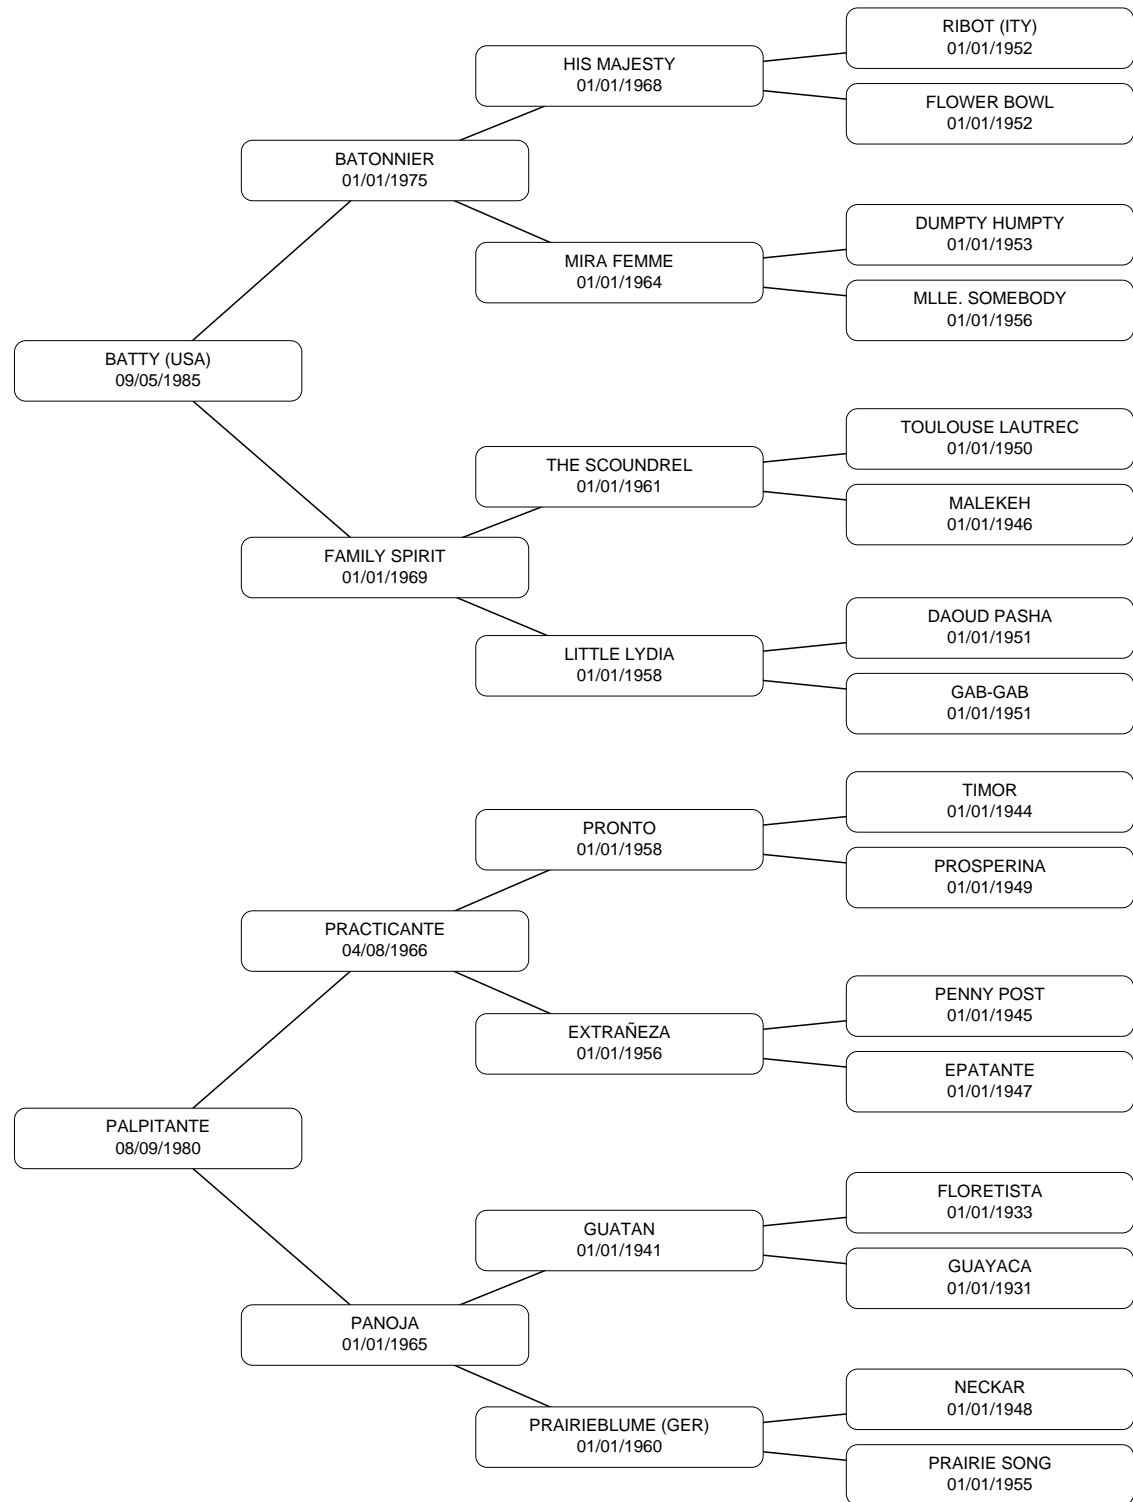 RIBOT (ITY)
01/01/1952
HIS MAJESTY
01/01/1968
FLOWER BOWL
01/01/1952
BATONNIER
01/01/1975
DUMPTY HUMPTY
01/01/1953
MIRA FEMME
01/01/1964
MLLE. SOMEBODY
01/01/1956
BATTY (USA)
09/05/1985
TOULOUSE LAUTREC
01/01/1950
THE SCOUNDREL
01/01/1961
MALEKEH
01/01/1946
FAMILY SPIRIT
01/01/1969
DAOUD PASHA
01/01/1951
LITTLE LYDIA
01/01/1958
GAB-GAB
01/01/1951
TIMOR
01/01/1944
PRONTO
01/01/1958
PROSPERINA
01/01/1949
PRACTICANTE
04/08/1966
PENNY POST
01/01/1945
EXTRAÑEZA
01/01/1956
EPATANTE
01/01/1947
PALPITANTE
08/09/1980
FLORETISTA
01/01/1933
GUATAN
01/01/1941
GUAYACA
01/01/1931
PANOJA
01/01/1965
NECKAR
01/01/1948
PRAIRIEBLUME (GER)
01/01/1960
PRAIRIE SONG
01/01/1955